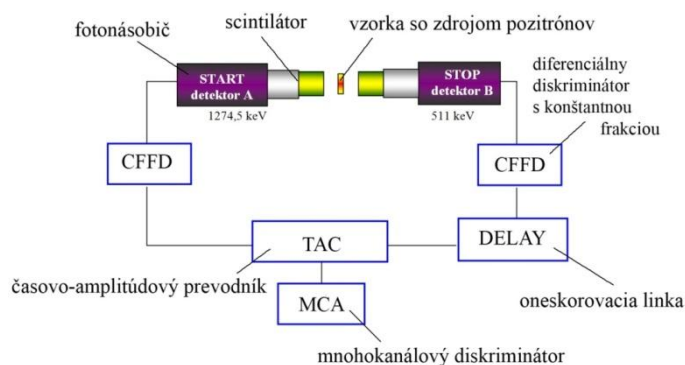 fotonásobič
scintilátor
vzorka so zdrojom pozitrónov
START
detektor A
STOP
detektor B
diferenciálny
diskriminátor
s konštantnou
frakciou
1274,5 keV
511 keV
CFFD
CFFD
TAC
DELAY
časovo-amplitúdový prevodník
MCA
oneskorovacia linka
mnohokanálový diskriminátor